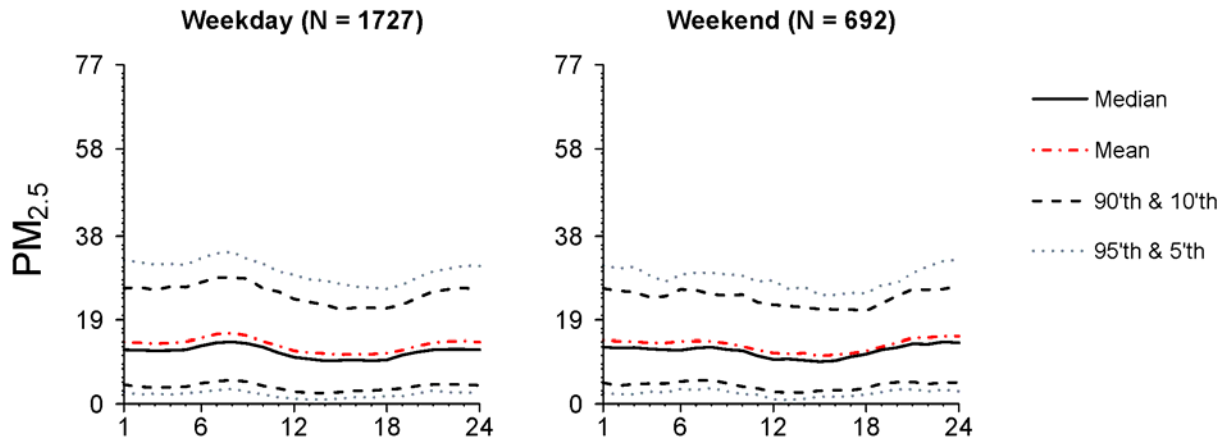 Weekday (N = 1727)
Weekend (N = 692)
PM2.5
77
58
38
19
0
1 6 12 18 24
77
58
38
19
0
1 6 12 18 24
Median
Mean
90'th & 10'th
95'th & 5'th